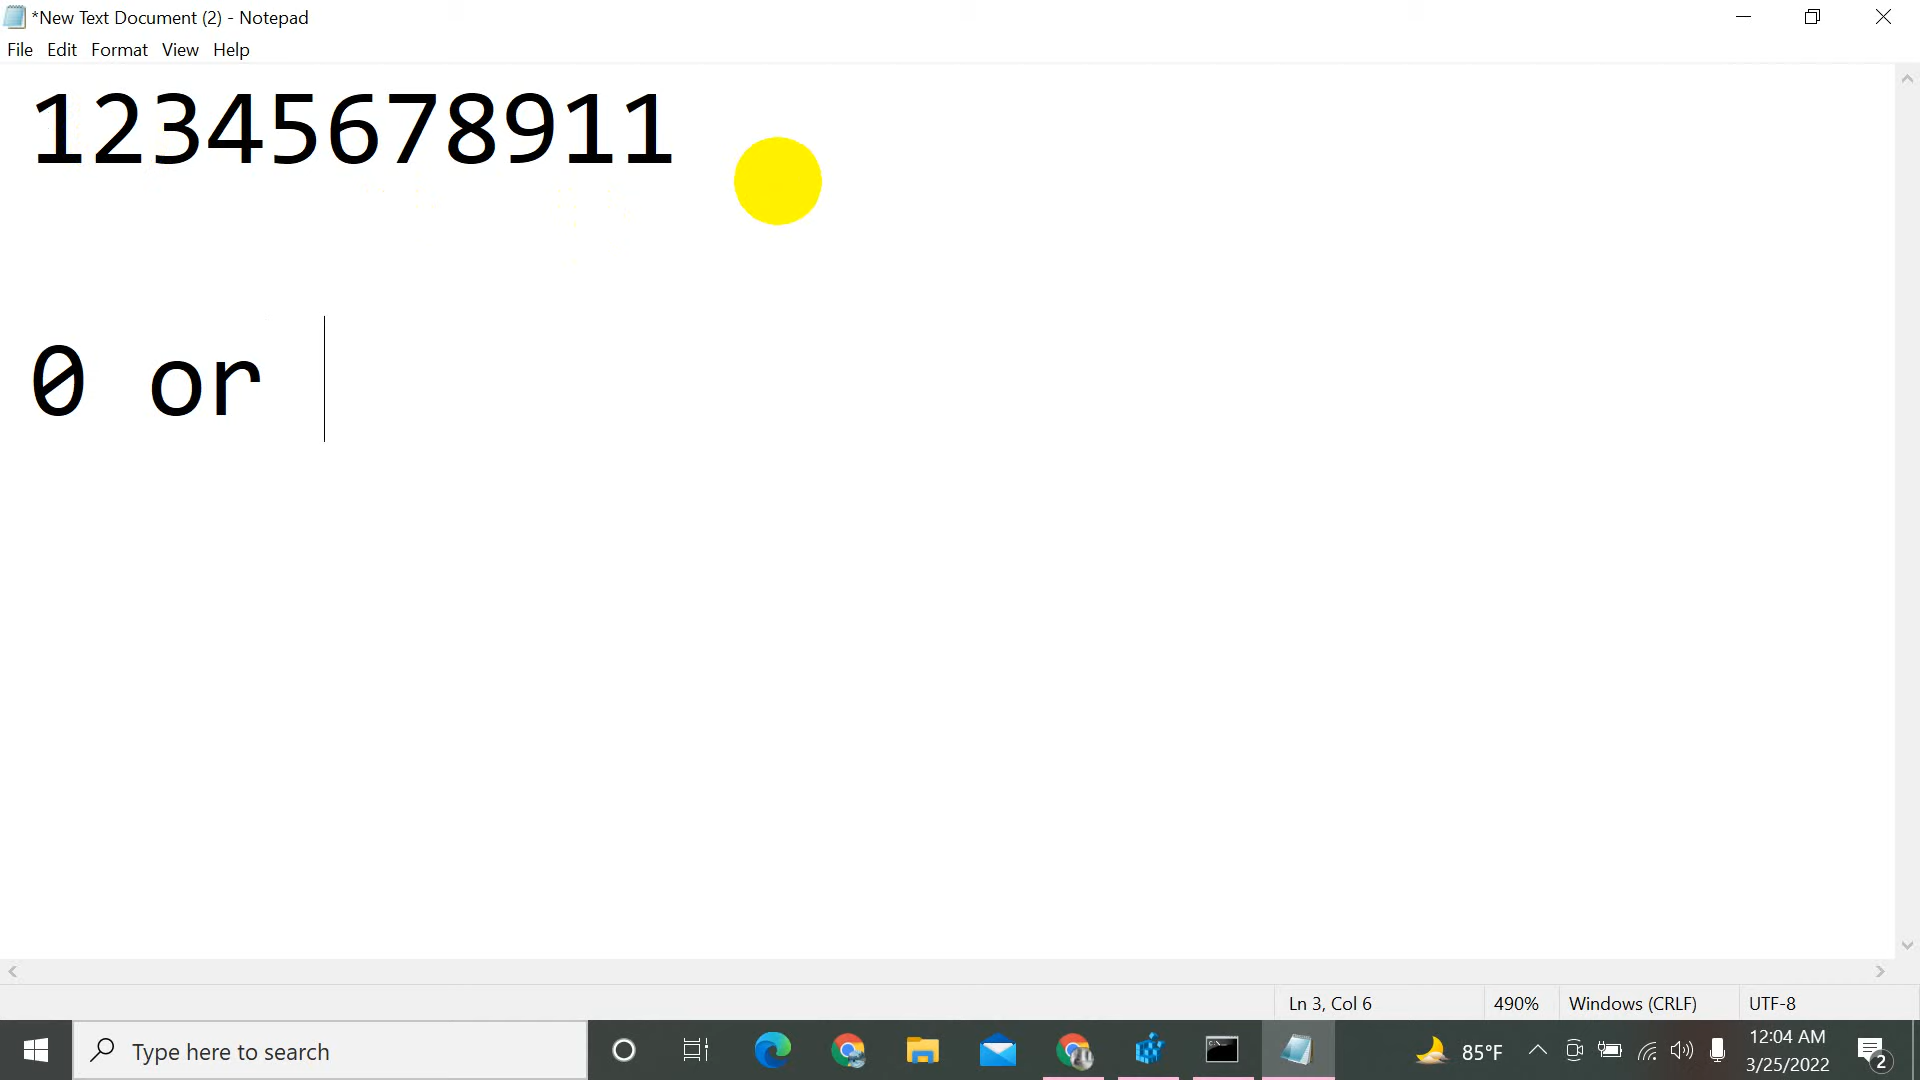 *New Text Document (2) - Notepad
File Edit Format View Help
12345678911
0 or
Ln 3, Col 6 490% Windows (CRLF) UTF-8
Type here to search
85°F
12:04 AM
3/25/2022
2